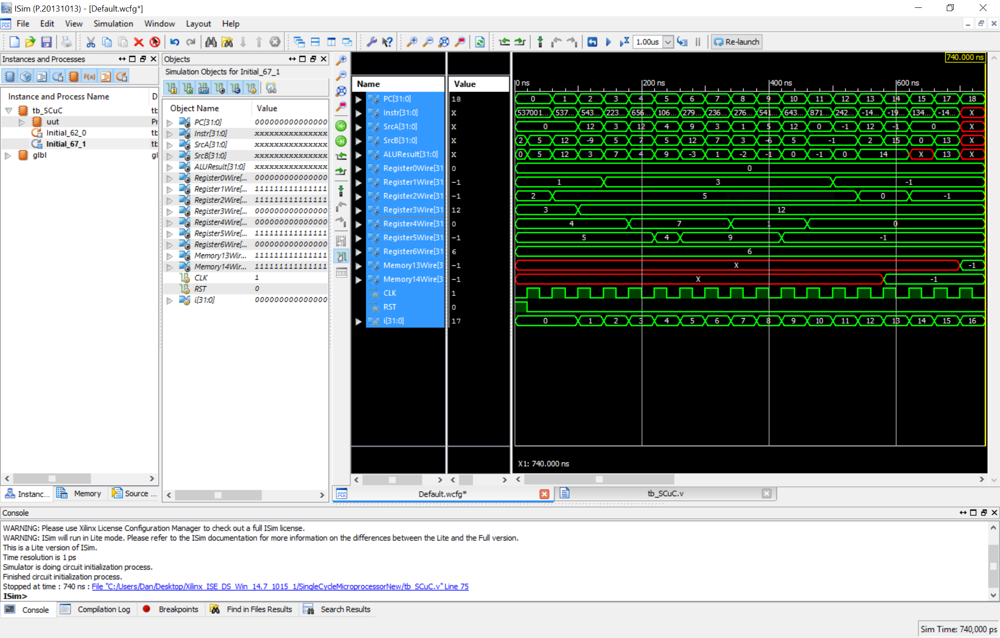 ISim (P.20131013) - [Default.wcfg*]
File Edit View Simulation Window Layout Help
1.00us Re-launch
Instances and Processes
Instance and Process Name D
tb_SCuC tb
uut Pr
Initial_62_0 tb
Initial_67_1 tb
glbl gl
Instanc... Memory Source ...
Objects
Simulation Objects for Initial_67_1
Object Name Value
PC[31:0] 000000000000000
Instr[31:0] xxxxxxxxxxxxxxx
SrcA[31:0] xxxxxxxxxxxxxxx
SrcB[31:0] xxxxxxxxxxxxxxx
ALUResult[31:0] xxxxxxxxxxxxxxx
Register0Wire[... 000000000000000
Register1Wire[... 111111111111111
Register2Wire[... 111111111111111
Register3Wire[... 000000000000000
Register4Wire[... 000000000000000
Register5Wire[... 111111111111111
Register6Wire[... 000000000000000
Memory13Wir... 111111111111111
Memory14Wir... 111111111111111
CLK 1
RST 0
i[31:0] 000000000000000
740.000 ns
Name Value 0 ns 200 ns 400 ns 600 ns
PC[31:0] 18 0 1 2 3 4 5 6 7 8 9 10 11 12 13 14 15 17 18
Instr[31:0] X 537001... 537... 543... 223... 656... 106... 279... 236... 276... 541... 643... 871... 242... -14... -19... 134... -14... X
SrcA[31:0] X 0 12 3 12 4 9 3 1 5 12 0 -1 12 -1 0 X
SrcB[31:0] X 2 5 12 -9 5 7 5 12 7 3 -6 5 -1 2 15 0 13 X
ALUResult[31:0] X 0 5 12 3 7 4 9 -3 1 -2 -1 0 -1 0 14 X 13 X
Register0Wire[31 0 0
Register1Wire[31 -1 1 3 -1
Register2Wire[31 -1 2 5 0 -1
Register3Wire[31 12 3 12
Register4Wire[31 0 4 7 1 0
Register5Wire[31 -1 5 4 9 -1
Register6Wire[31 6 6
Memory13Wire[3 -1 X -1
Memory14Wire[3 -1 X -1
CLK 1
RST 0
i[31:0] 17 0 1 2 3 4 5 6 7 8 9 10 11 12 13 14 15 16
X1: 740.000 ns
Default.wcfg* tb_SCuC.v
Console
WARNING: Please use Xilinx License Configuration Manager to check out a full ISim license.
WARNING: ISim will run in Lite mode. Please refer to the ISim documentation for more information on the differences between the Lite and the Full version.
This is a Lite version of ISim.
Time resolution is 1 ps
Simulator is doing circuit initialization process.
Finished circuit initialization process.
Stopped at time : 740 ns : File "C:/Users/Dan/Desktop/Xilinx_ISE_DS_Win_14.7_1015_1/SingleCycleMicroprocessorNew/tb_SCuC.v" Line 75
ISim>
Console Compilation Log Breakpoints Find in Files Results Search Results
Sim Time: 740,000 ps